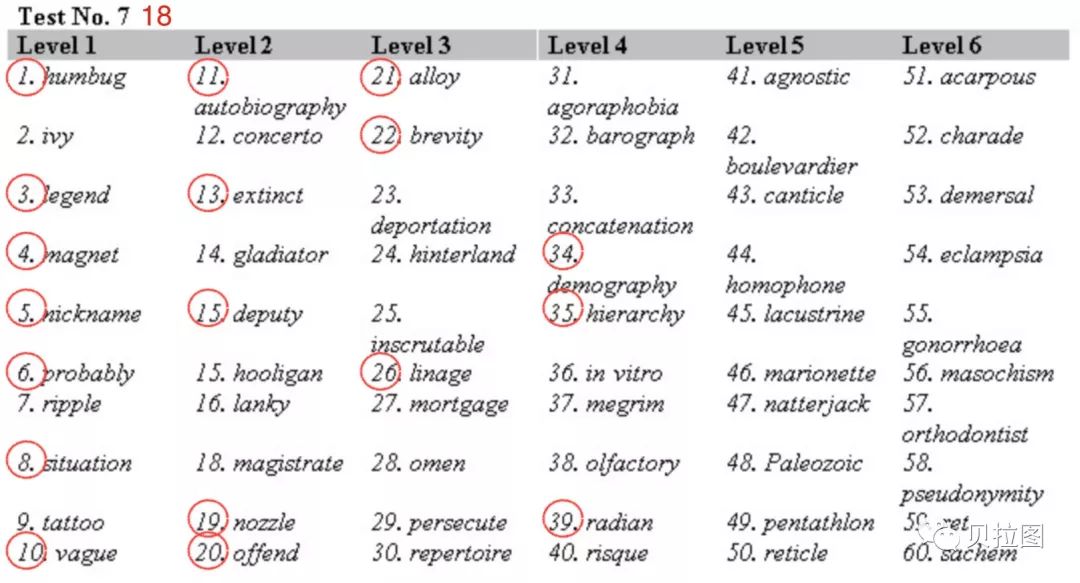 Test No. 7 18
Level 1 Level 2 Level 3 Level 4 Level 5 Level 6
1. humbug 11. autobiography 21. alloy 31. agoraphobia 41. agnostic 51. acarpous
2. ivy 12. concerto 22. brevity 32. barograph 42. boulevardier 52. charade
3. legend 13. extinct 23. deportation 33. concatenation 43. canticle 53. demersal
4. magnet 14. gladiator 24. hinterland 34. demography 44. homophone 54. eclampsia
5. nickname 15. deputy 25. inscrutable 35. hierarchy 45. lacustrine 55. gonorrhoea
6. probably 15. hooligan 26. linage 36. in vitro 46. marionette 56. masochism
7. ripple 16. lanky 27. mortgage 37. megrim 47. natterjack 57. orthodontist
8. situation 18. magistrate 28. omen 38. olfactory 48. Paleozoic 58. pseudonymity
9. tattoo 19. nozzle 29. persecute 39. radian 49. pentathlon 59. ret
10. vague 20. offend 30. repertoire 40. risque 50. reticle 60. sachem
贝拉图